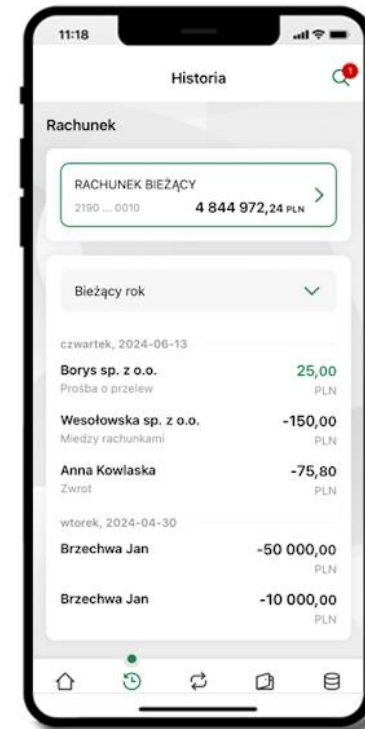 11:18
Historia
1
Rachunek
RACHUNEK BIEŻĄCY
2190 ... 0010 4 844 972,24 PLN
Bieżący rok
czwartek, 2024-06-13
Borys sp. z o.o. 25,00
Prośba o przelew PLN
Wesołowska sp. z o.o. -150,00
Miedzy rachunkami PLN
Anna Kowlaska -75,80
Zwrot PLN
wtorek, 2024-04-30
Brzechwa Jan -50 000,00
PLN
Brzechwa Jan -10 000,00
PLN